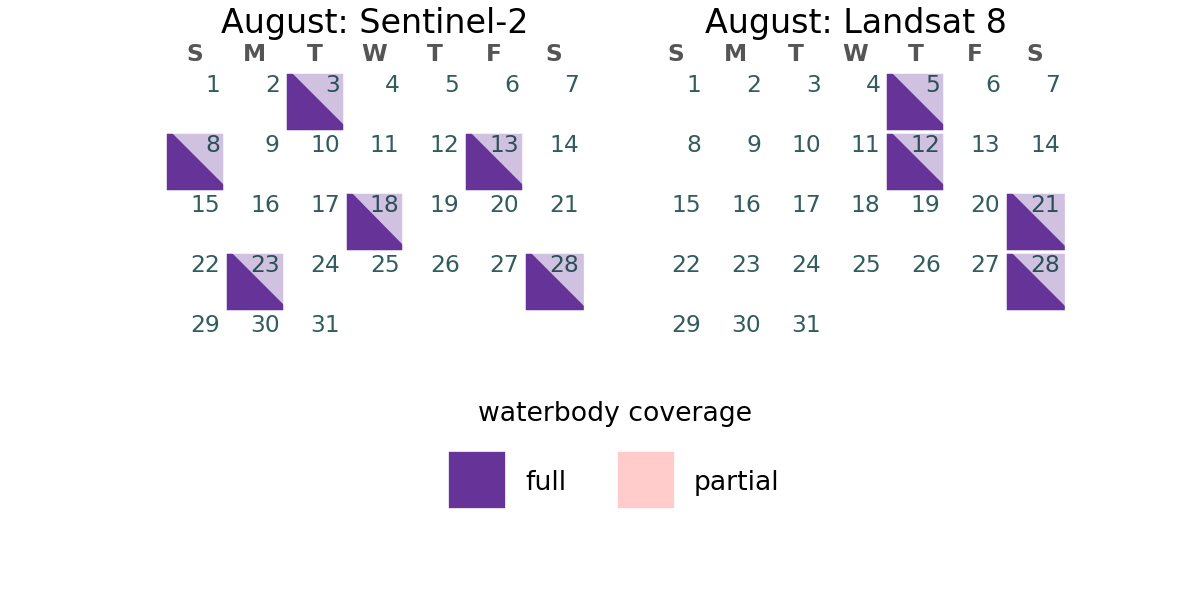 August: Sentinel-2
S M T W T F S
1 2 3 4 5 6 7
8 9 10 11 12 13 14
15 16 17 18 19 20 21
22 23 24 25 26 27 28
29 30 31
August: Landsat 8
S M T W T F S
1 2 3 4 5 6 7
8 9 10 11 12 13 14
15 16 17 18 19 20 21
22 23 24 25 26 27 28
29 30 31
waterbody coverage
full partial